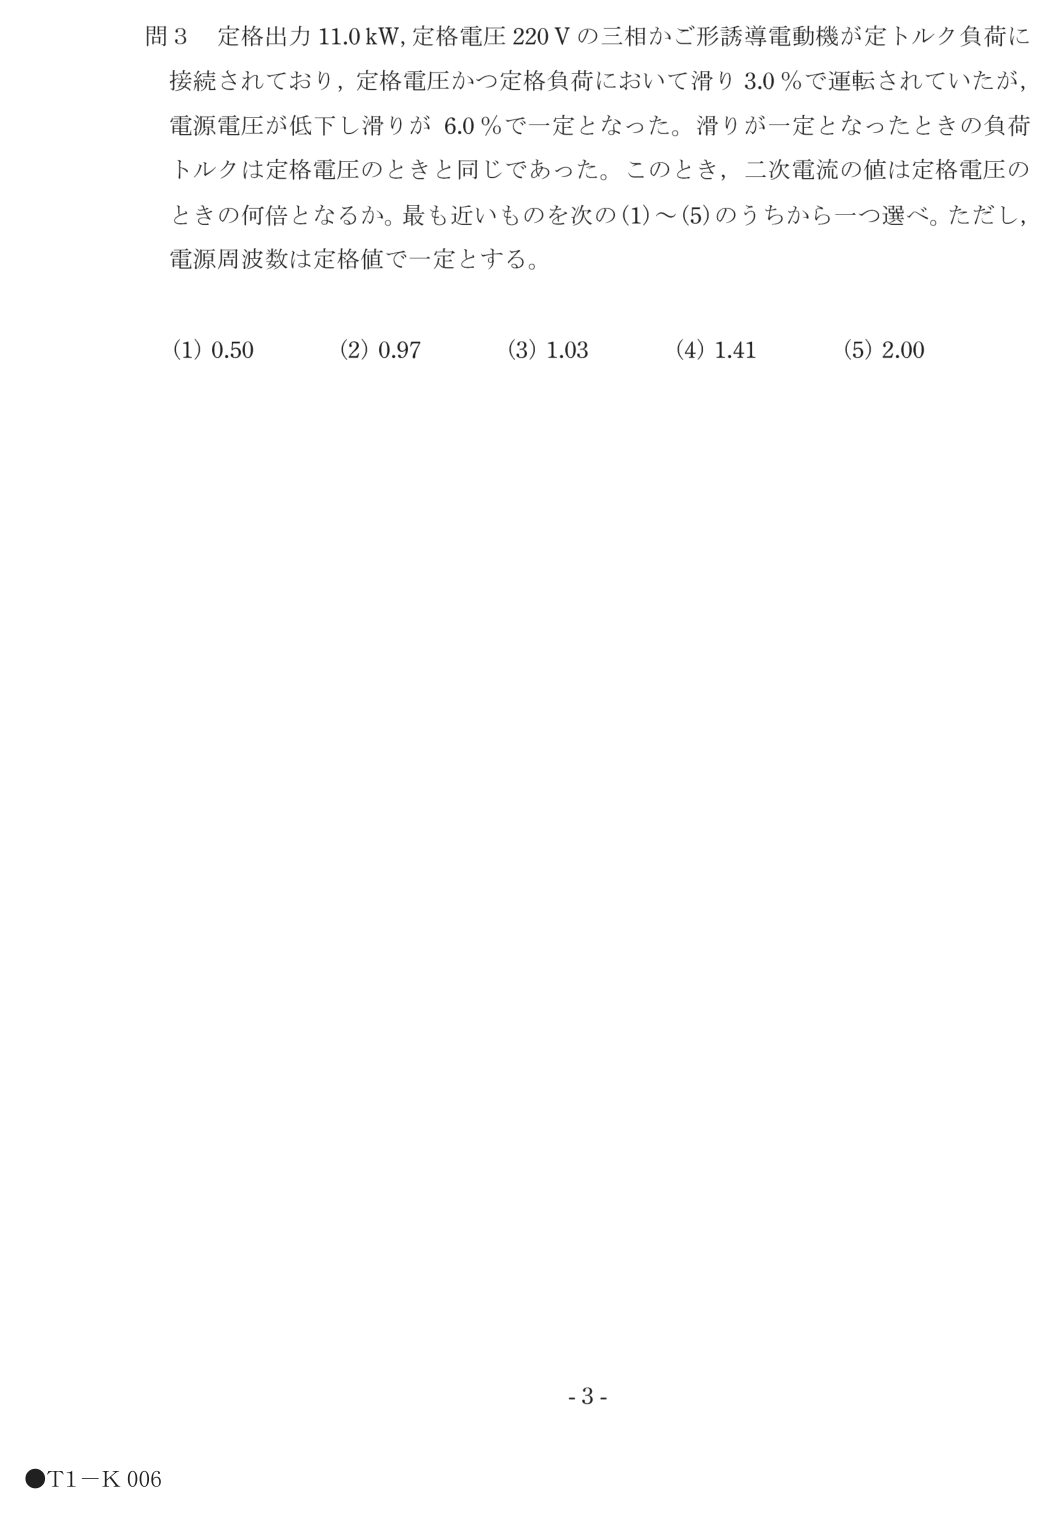 問３　定格出力 11.0 kW, 定格電圧 220 V の三相かご形誘導電動機が定トルク負荷に
接続されており，定格電圧かつ定格負荷において滑り 3.0 %で運転されていたが，
電源電圧が低下し滑りが 6.0 %で一定となった。滑りが一定となったときの負荷
トルクは定格電圧のときと同じであった。このとき，二次電流の値は定格電圧の
ときの何倍となるか。最も近いものを次の(1)～(5)のうちから一つ選べ。ただし，
電源周波数は定格値で一定とする。
(1) 0.50　(2) 0.97　(3) 1.03　(4) 1.41　(5) 2.00
- 3 -
●T1－K 006